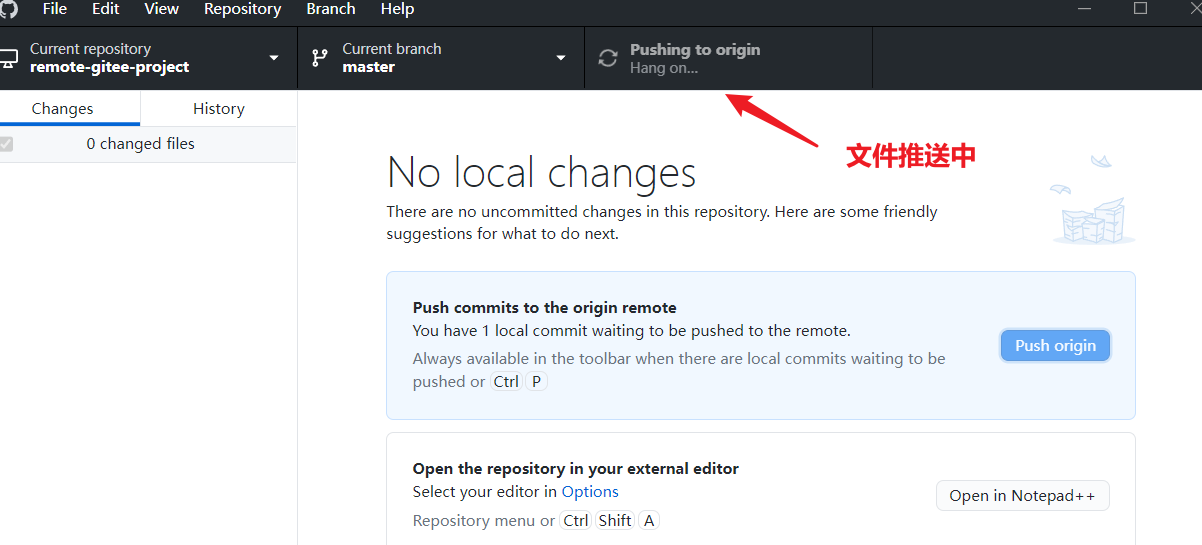 File Edit View Repository Branch Help
Current repository
remote-gitee-project
Current branch
master
Pushing to origin
Hang on...
Changes History
0 changed files
文件推送中
No local changes
There are no uncommitted changes in this repository. Here are some friendly
suggestions for what to do next.
Push commits to the origin remote
You have 1 local commit waiting to be pushed to the remote.
Always available in the toolbar when there are local commits waiting to be
pushed or Ctrl P
Push origin
Open the repository in your external editor
Select your editor in Options
Repository menu or Ctrl Shift A
Open in Notepad++